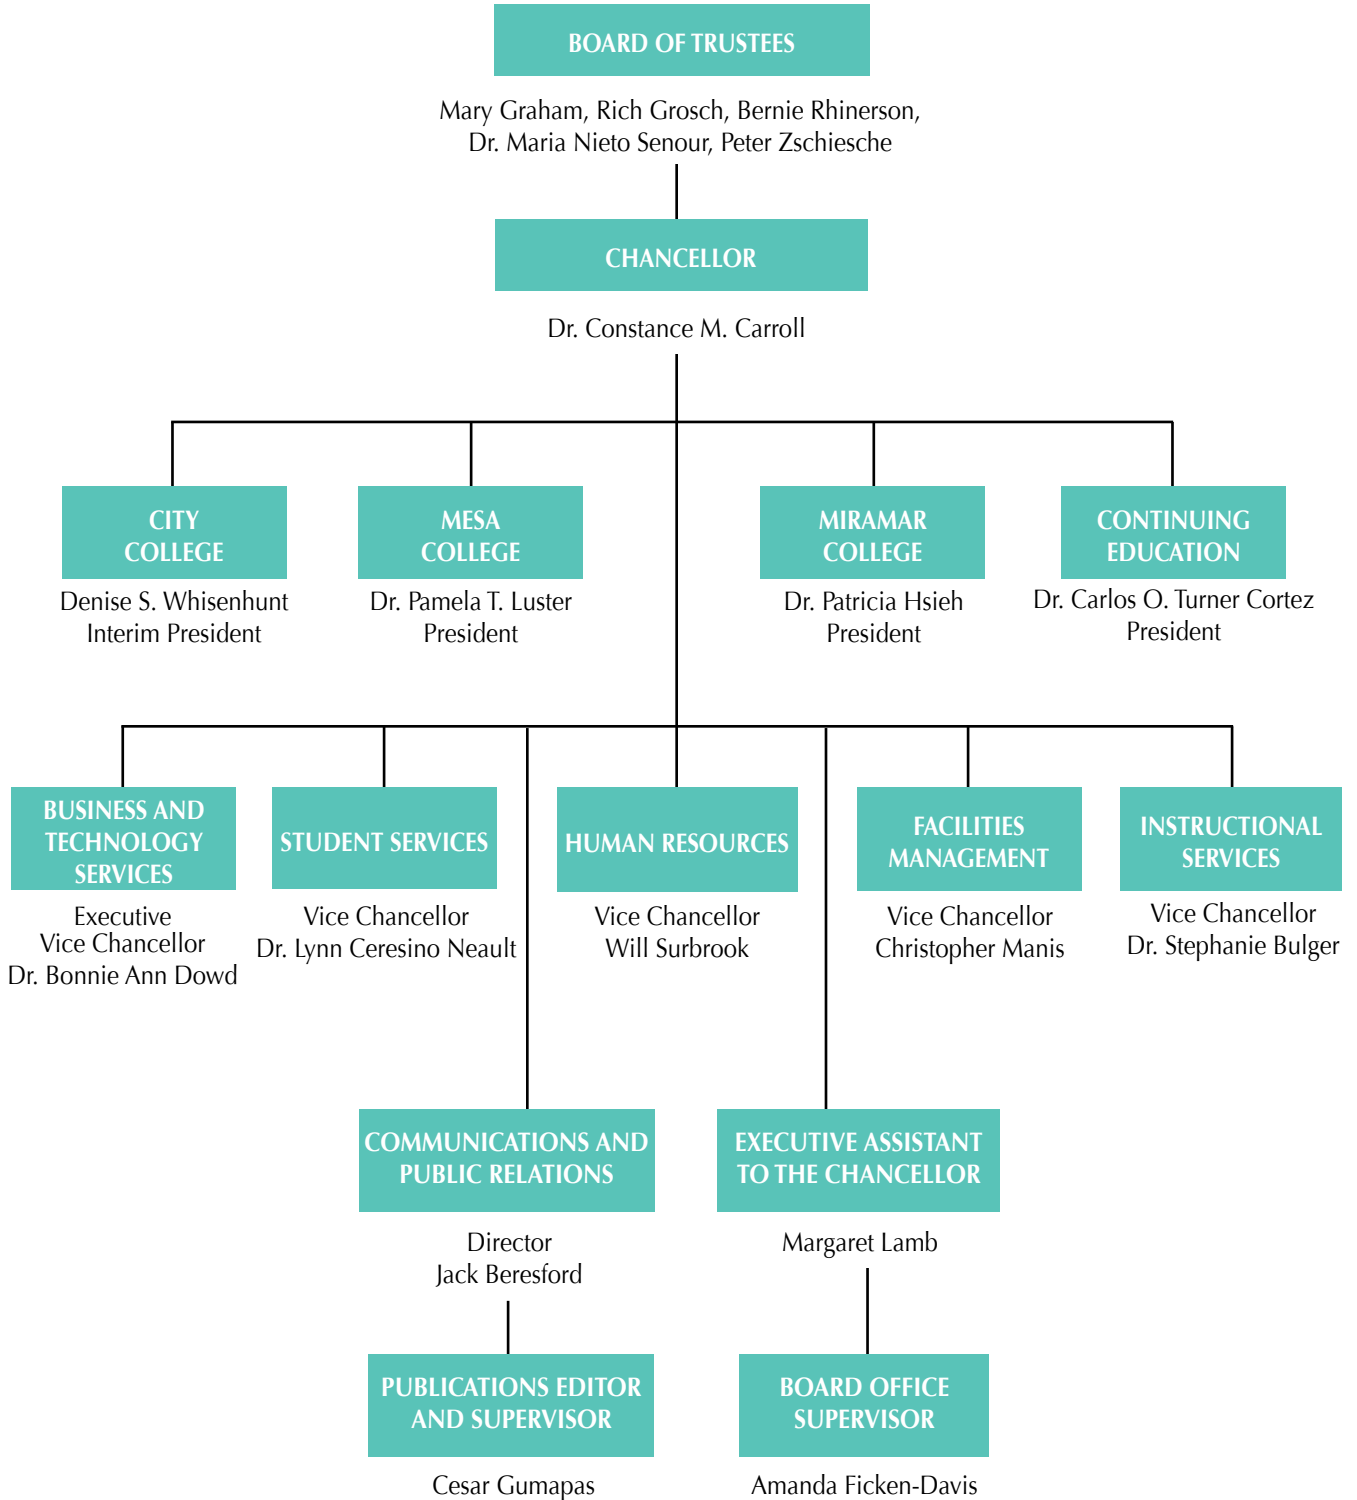 BOARD OF TRUSTEES
Mary Graham, Rich Grosch, Bernie Rhinerson,
Dr. Maria Nieto Senour, Peter Zschiesche
CHANCELLOR
Dr. Constance M. Carroll
CITY
COLLEGE
Denise S. Whisenhunt
Interim President
MESA
COLLEGE
Dr. Pamela T. Luster
President
MIRAMAR
COLLEGE
Dr. Patricia Hsieh
President
CONTINUING
EDUCATION
Dr. Carlos O. Turner Cortez
President
BUSINESS AND
TECHNOLOGY
SERVICES
Executive
Vice Chancellor
Dr. Bonnie Ann Dowd
STUDENT SERVICES
Vice Chancellor
Dr. Lynn Ceresino Neault
HUMAN RESOURCES
Vice Chancellor
Will Surbrook
FACILITIES
MANAGEMENT
Vice Chancellor
Christopher Manis
INSTRUCTIONAL
SERVICES
Vice Chancellor
Dr. Stephanie Bulger
COMMUNICATIONS AND
PUBLIC RELATIONS
Director
Jack Beresford
EXECUTIVE ASSISTANT
TO THE CHANCELLOR
Margaret Lamb
PUBLICATIONS EDITOR
AND SUPERVISOR
Cesar Gumapas
BOARD OFFICE
SUPERVISOR
Amanda Ficken-Davis